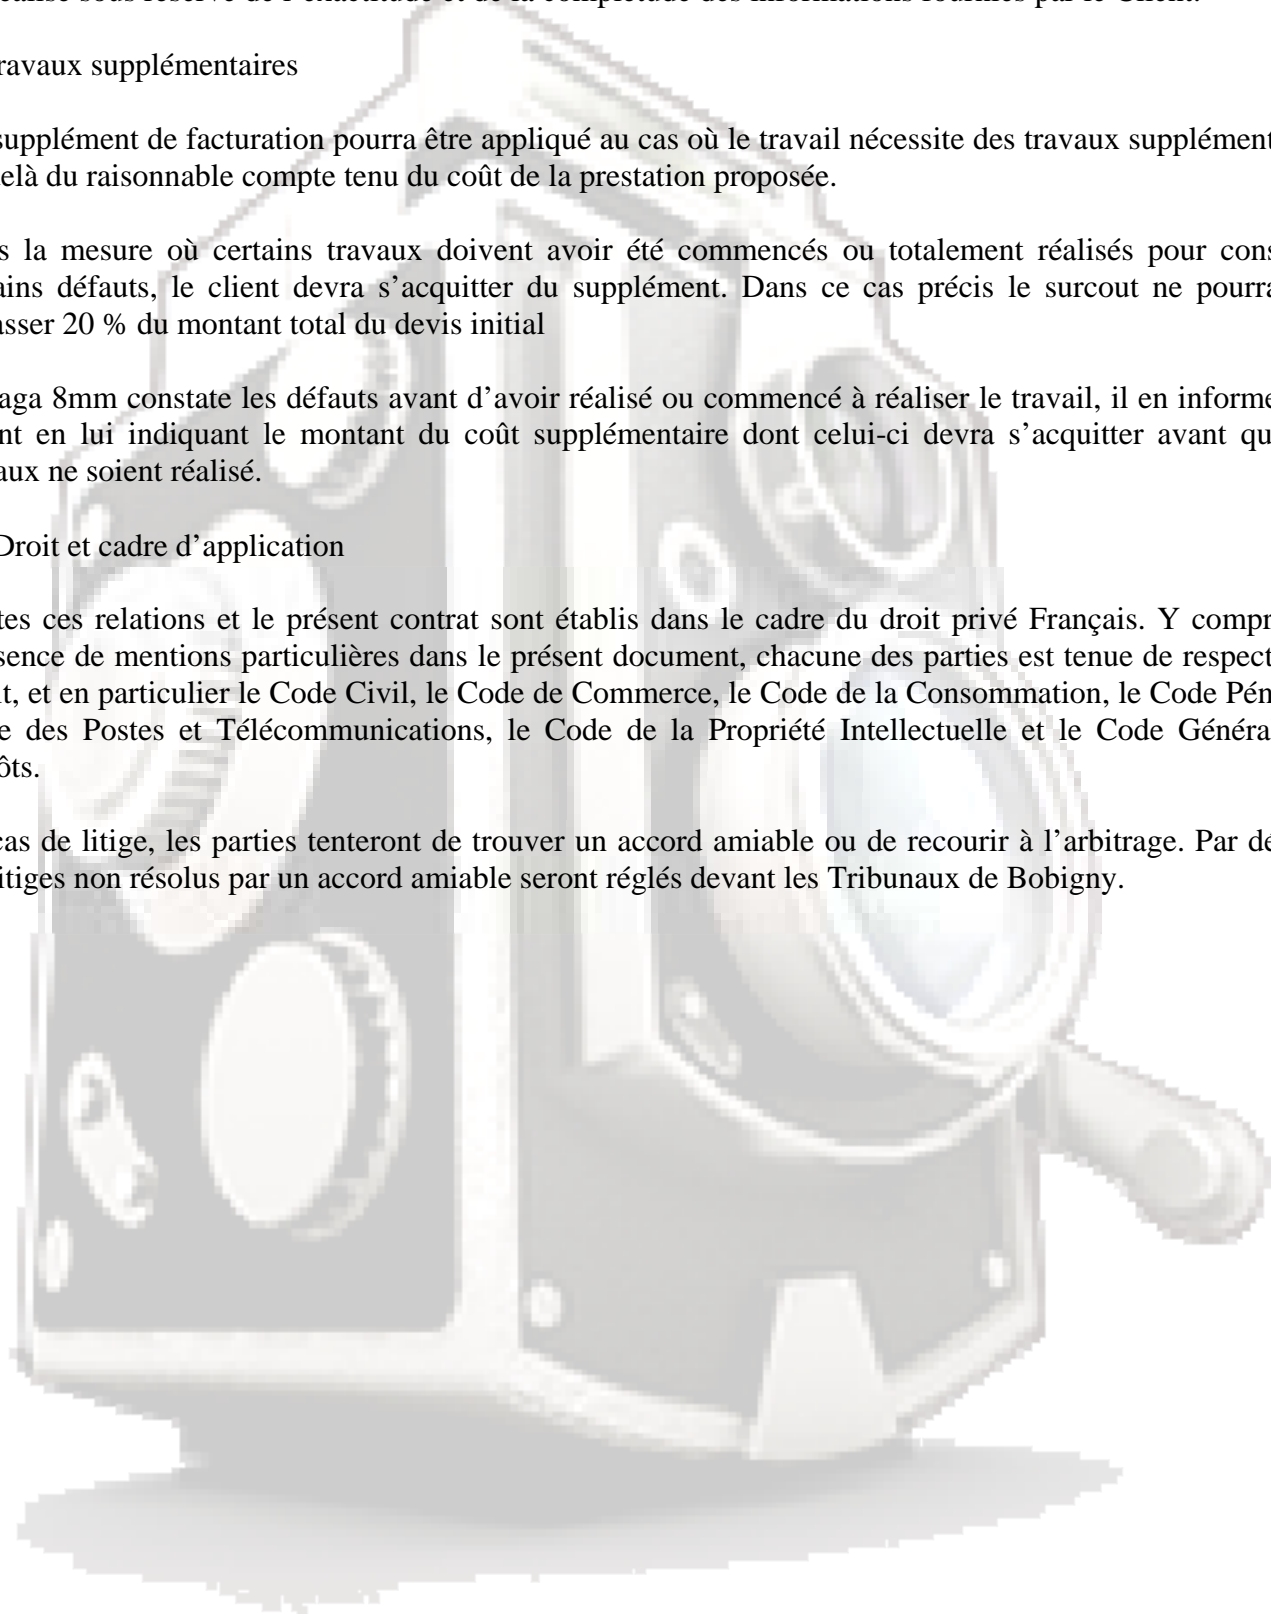 éalisé sous réserve de l'exactitude et de la complétude des informations fournies par le Client.
ravaux supplémentaires
supplément de facturation pourra être appliqué au cas où le travail nécessite des travaux supplément
delà du raisonnable compte tenu du coût de la prestation proposée.
s la mesure où certains travaux doivent avoir été commencés ou totalement réalisés pour cons
ains défauts, le client devra s'acquitter du supplément. Dans ce cas précis le surcout ne pourra
asser 20 % du montant total du devis initial
aga 8mm constate les défauts avant d'avoir réalisé ou commencé à réaliser le travail, il en informe
nt en lui indiquant le montant du coût supplémentaire dont celui-ci devra s'acquitter avant qu
aux ne soient réalisé.
Droit et cadre d'application
tes ces relations et le présent contrat sont établis dans le cadre du droit privé Français. Y compr
sence de mentions particulières dans le présent document, chacune des parties est tenue de respect
it, et en particulier le Code Civil, le Code de Commerce, le Code de la Consommation, le Code Pén
e des Postes et Télécommunications, le Code de la Propriété Intellectuelle et le Code Généra
ôts.
cas de litige, les parties tenteront de trouver un accord amiable ou de recourir à l'arbitrage. Par dé
itiges non résolus par un accord amiable seront réglés devant les Tribunaux de Bobigny.